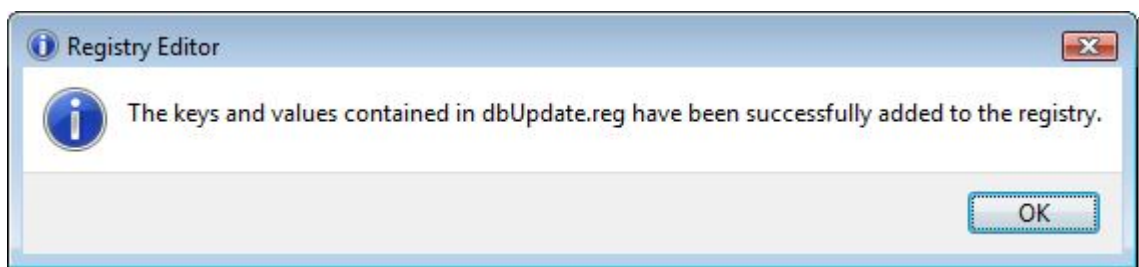 Registry Editor
The keys and values contained in dbUpdate.reg have been successfully added to the registry.
OK